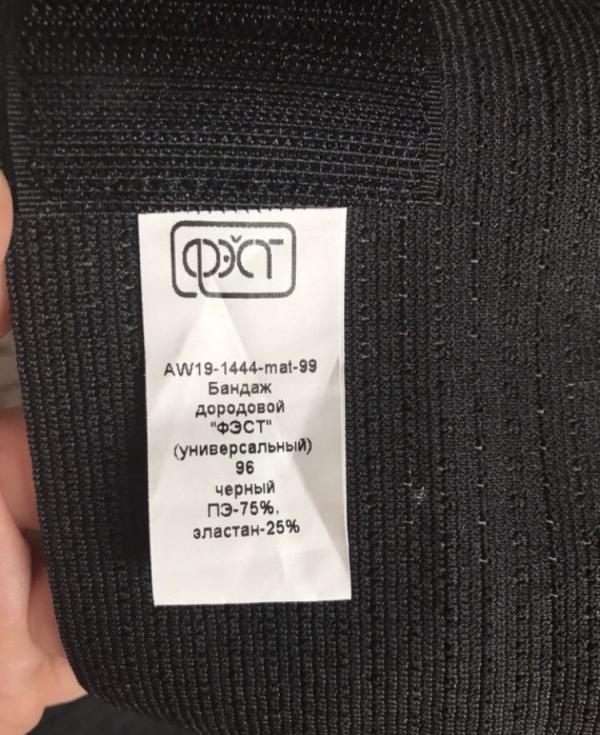 ФЭСТ
AW19-1444-mat-99
Бандаж
дородовой
"ФЭСТ"
(универсальный)
96
черный
ПЭ-75%,
эластан-25%